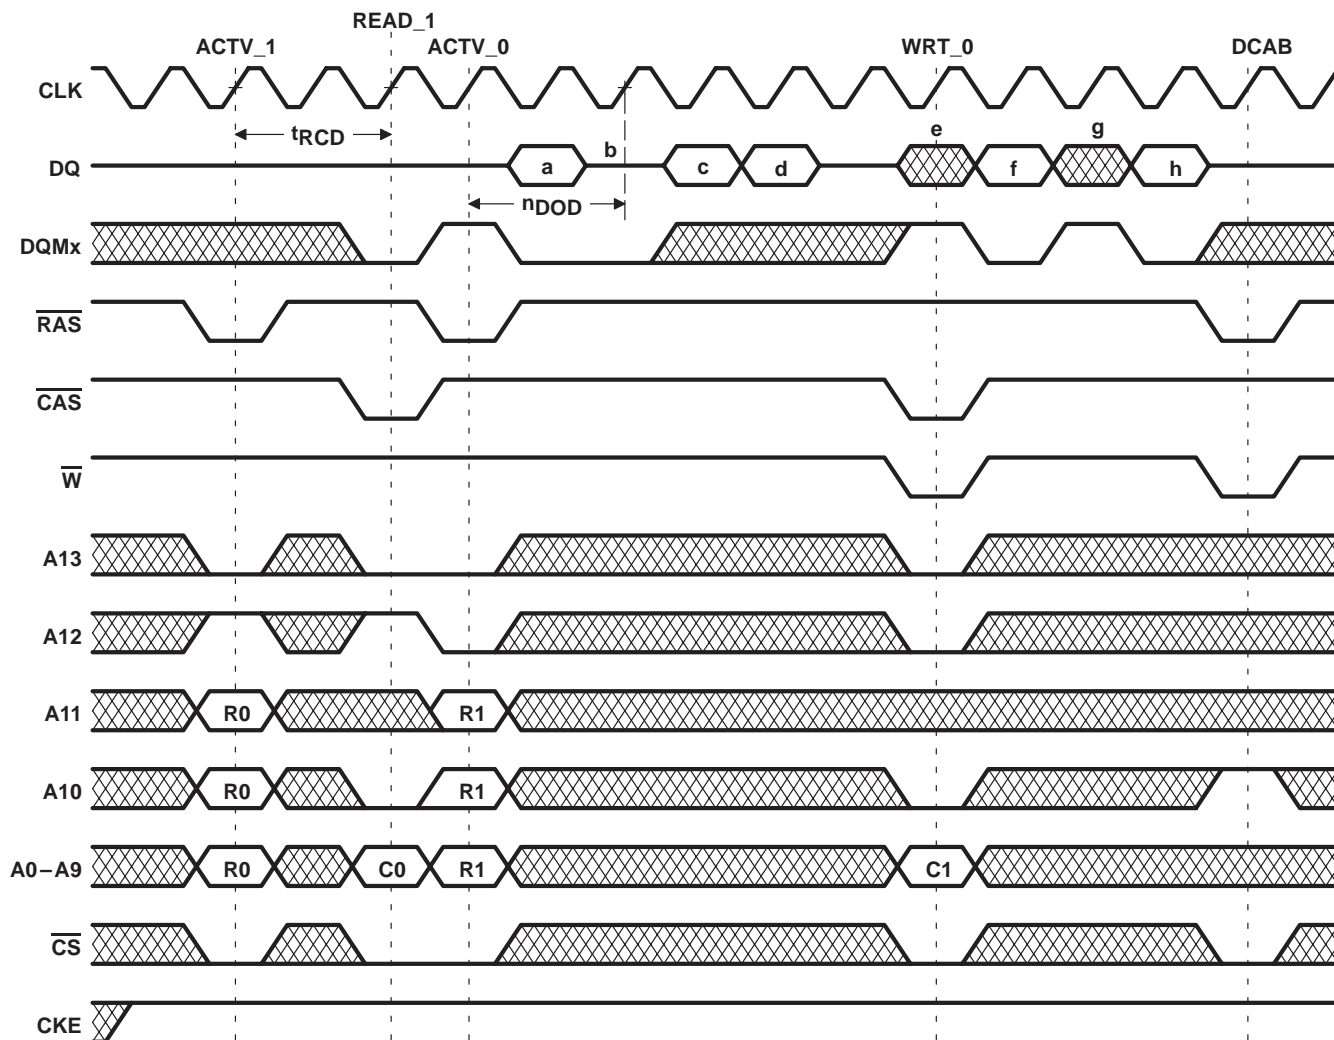 READ_1
ACTV_1 ACTV_0 WRT_0 DCAB
CLK
tRCD
e g
b
DQ a c d f h
nDOD
DQMx
RAS
CAS
W
A13
A12
A11 R0 R1
A10 R0 R1
A0–A9 R0 C0 R1 C1
CS
CKE